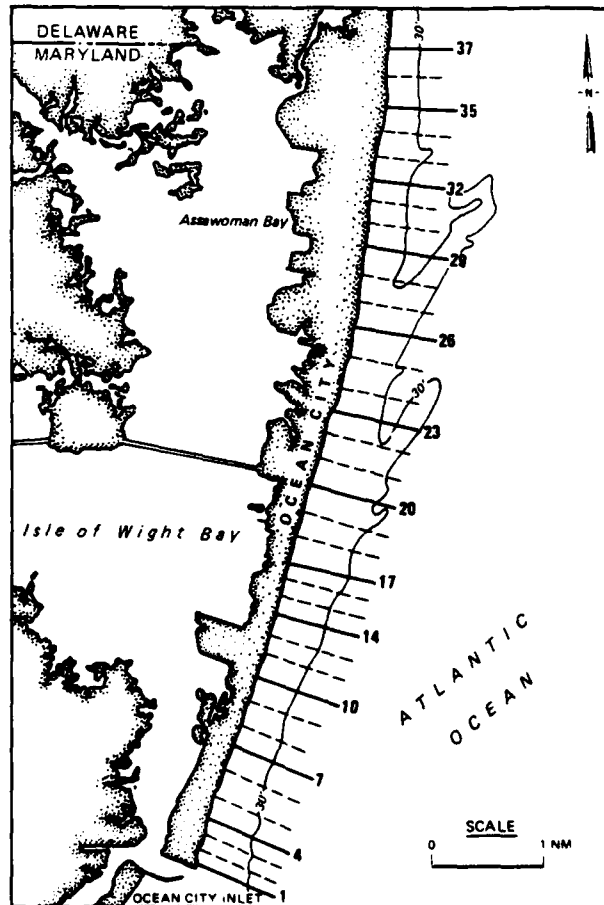 DELAWARE
MARYLAND
30'
37
-N-
35
32
Assawoman Bay
29
26
OCEAN CITY
30'
23
20
Isle of Wight Bay
17
14
ATLANTIC
OCEAN
10
7
30'
4
SCALE
0 1 NM
1
OCEAN CITY INLET